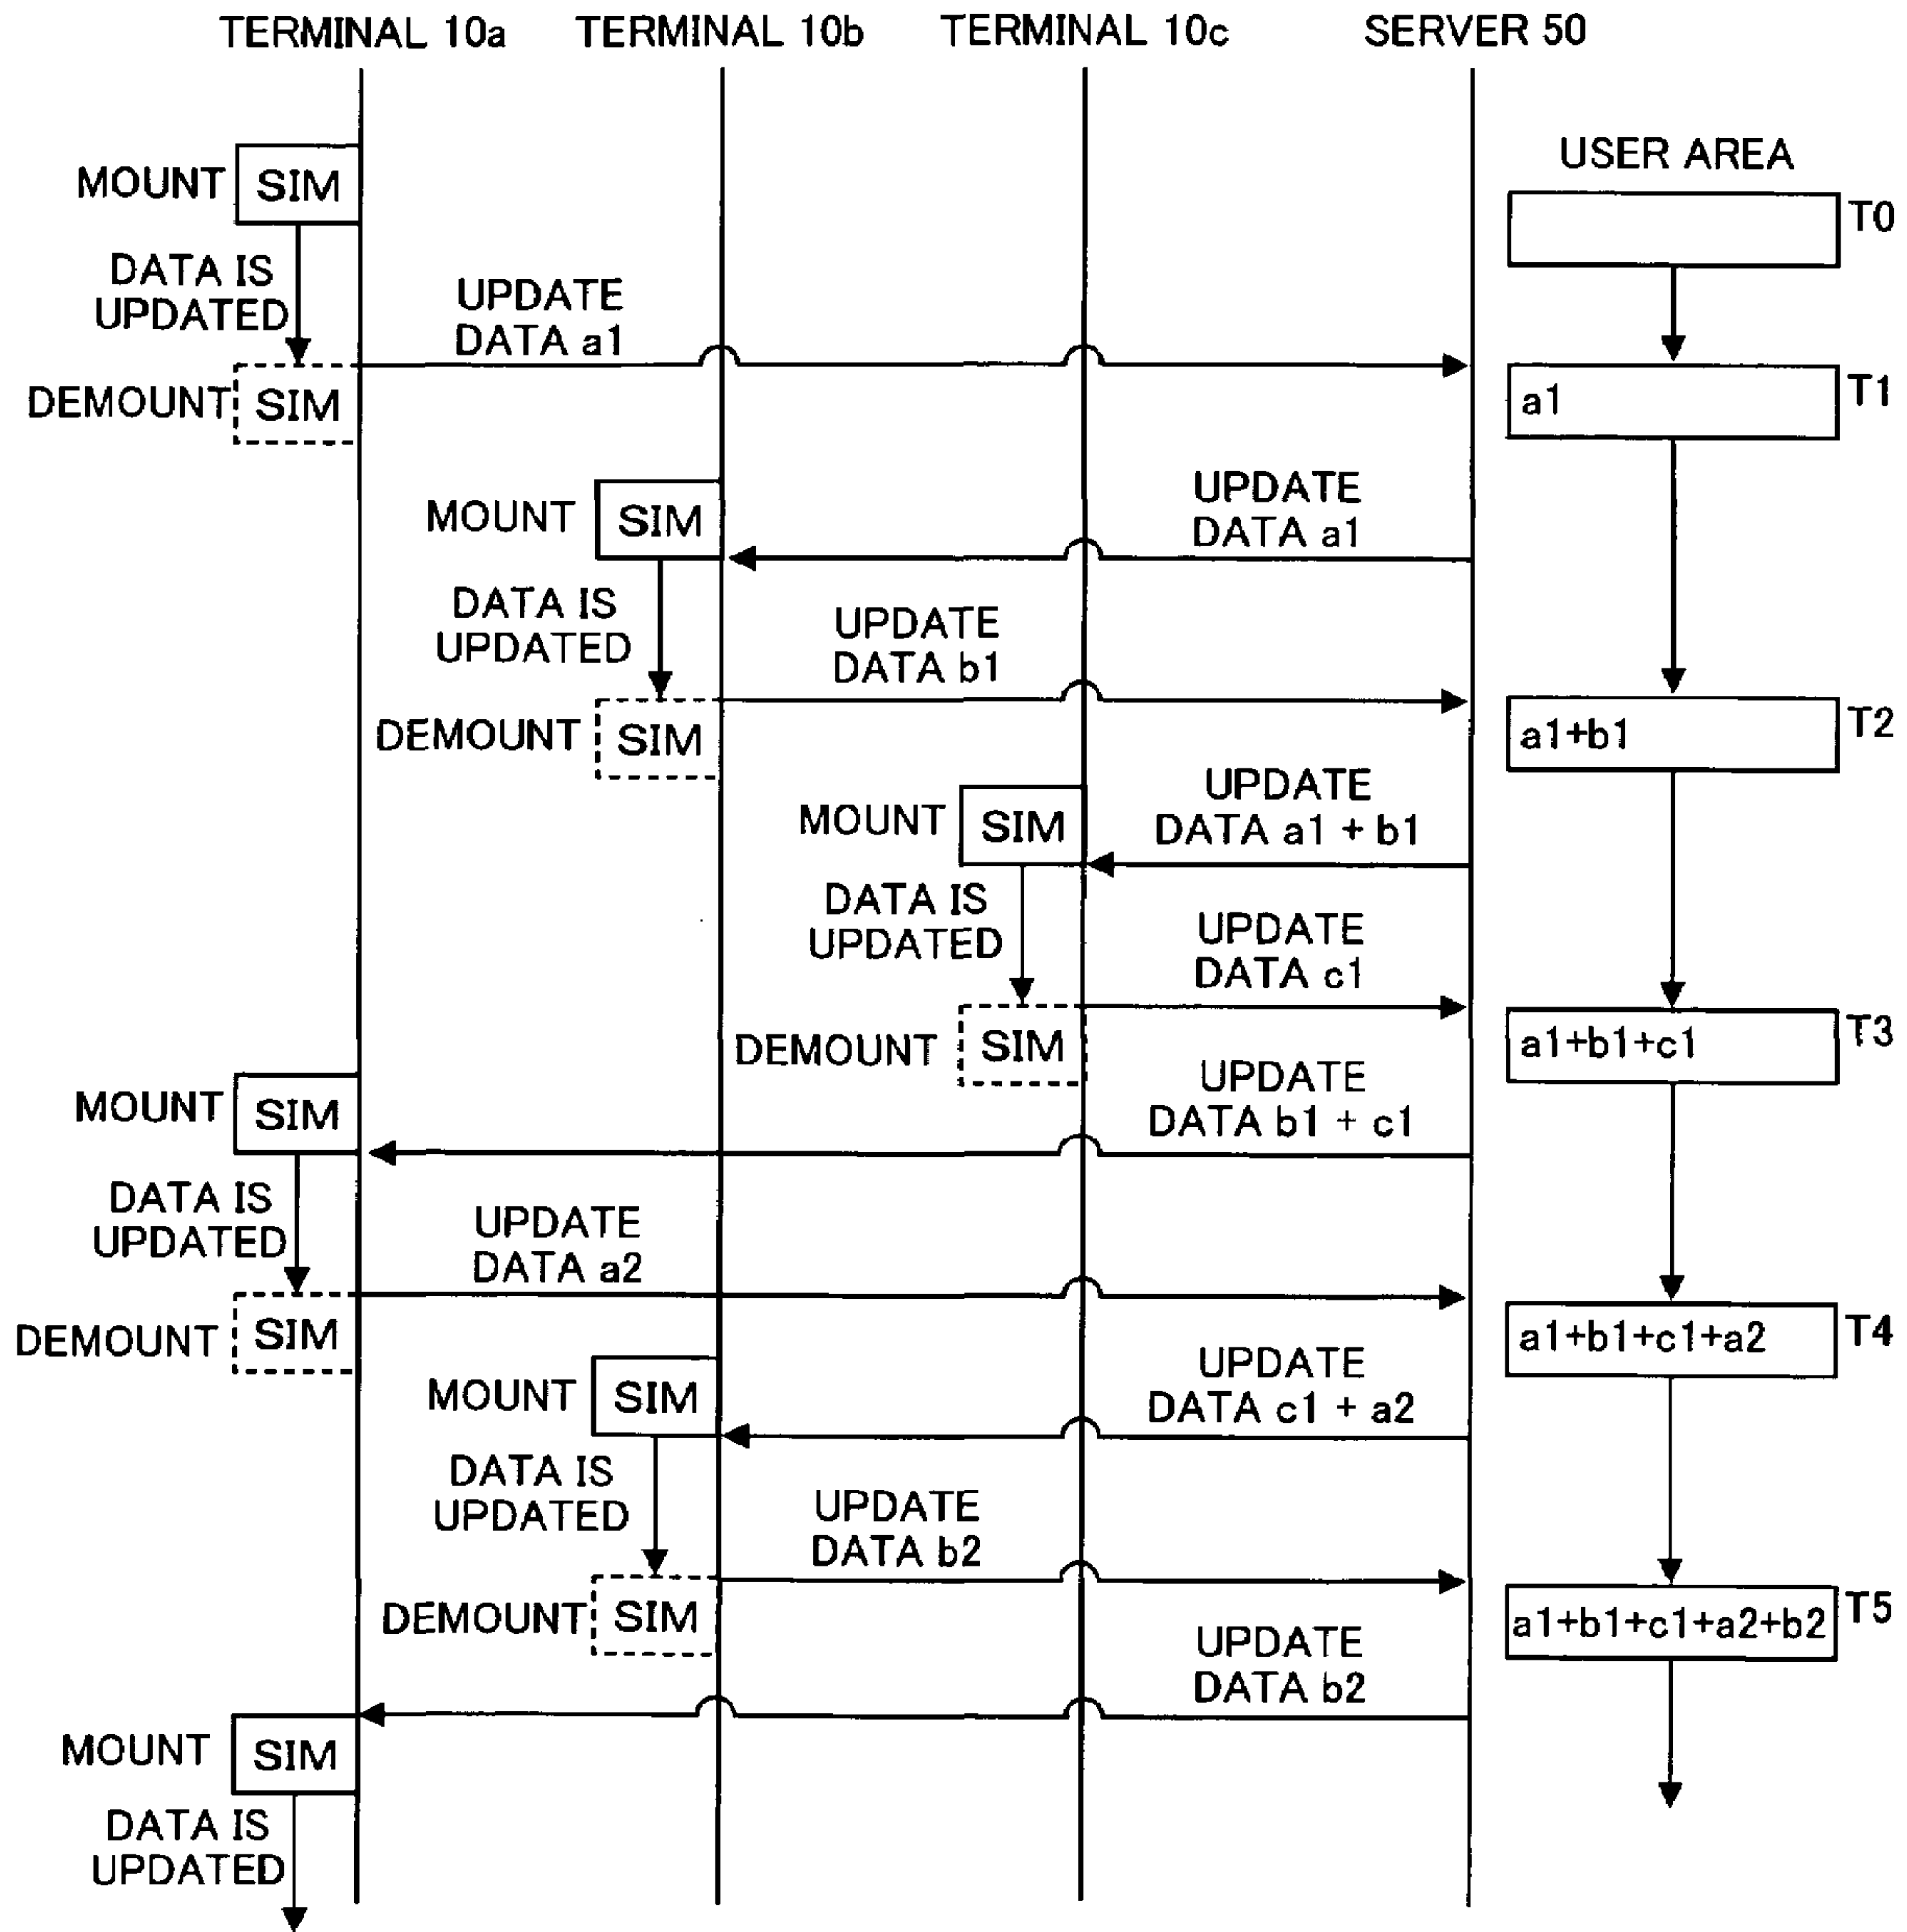 TERMINAL 10a TERMINAL 10b TERMINAL 10c SERVER 50
USER AREA
MOUNT SIM
T0
DATA IS
UPDATED
UPDATE
DATA a1
DEMOUNT SIM
a1 T1
MOUNT SIM
UPDATE
DATA a1
DATA IS
UPDATED
UPDATE
DATA b1
DEMOUNT SIM
a1+b1 T2
MOUNT SIM
UPDATE
DATA a1 + b1
DATA IS
UPDATED
UPDATE
DATA c1
DEMOUNT SIM
a1+b1+c1 T3
MOUNT SIM
UPDATE
DATA b1 + c1
DATA IS
UPDATED
UPDATE
DATA a2
DEMOUNT SIM
a1+b1+c1+a2 T4
MOUNT SIM
UPDATE
DATA c1 + a2
DATA IS
UPDATED
UPDATE
DATA b2
DEMOUNT SIM
a1+b1+c1+a2+b2 T5
UPDATE
DATA b2
MOUNT SIM
DATA IS
UPDATED